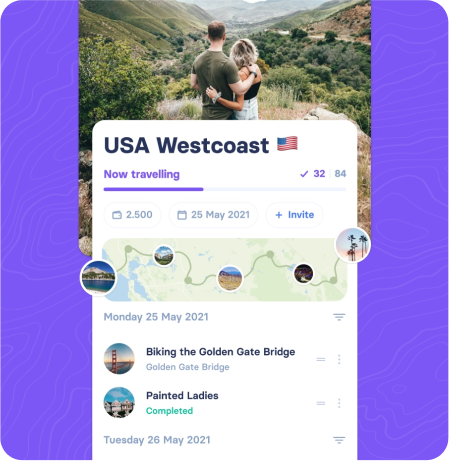 USA Westcoast 🇺🇸
Now travelling
32 84
2.500
25 May 2021
+ Invite
Monday 25 May 2021
Biking the Golden Gate Bridge
Golden Gate Bridge
Painted Ladies
Completed
Tuesday 26 May 2021